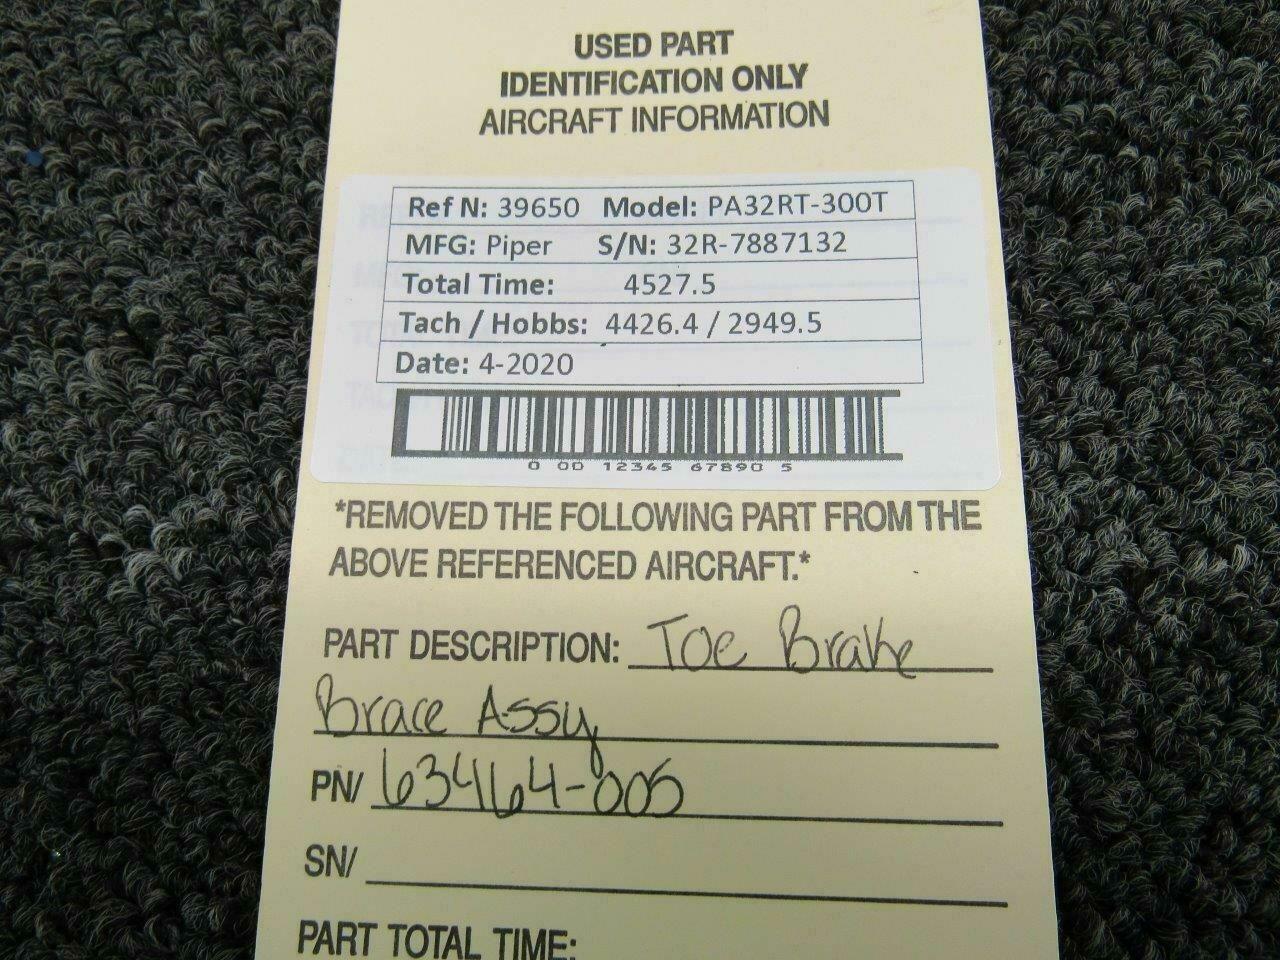 USED PART
IDENTIFICATION ONLY
AIRCRAFT INFORMATION
Ref N: 39650 Model: PA32RT-300T
MFG: Piper S/N: 32R-7887132
Total Time: 4527.5
Tach / Hobbs: 4426.4 / 2949.5
Date: 4-2020
0 00 12345 67890 5
*REMOVED THE FOLLOWING PART FROM THE
ABOVE REFERENCED AIRCRAFT.*
PART DESCRIPTION: Toe Brake
Brace Assy
PN/ 63464-005
SN/
PART TOTAL TIME: